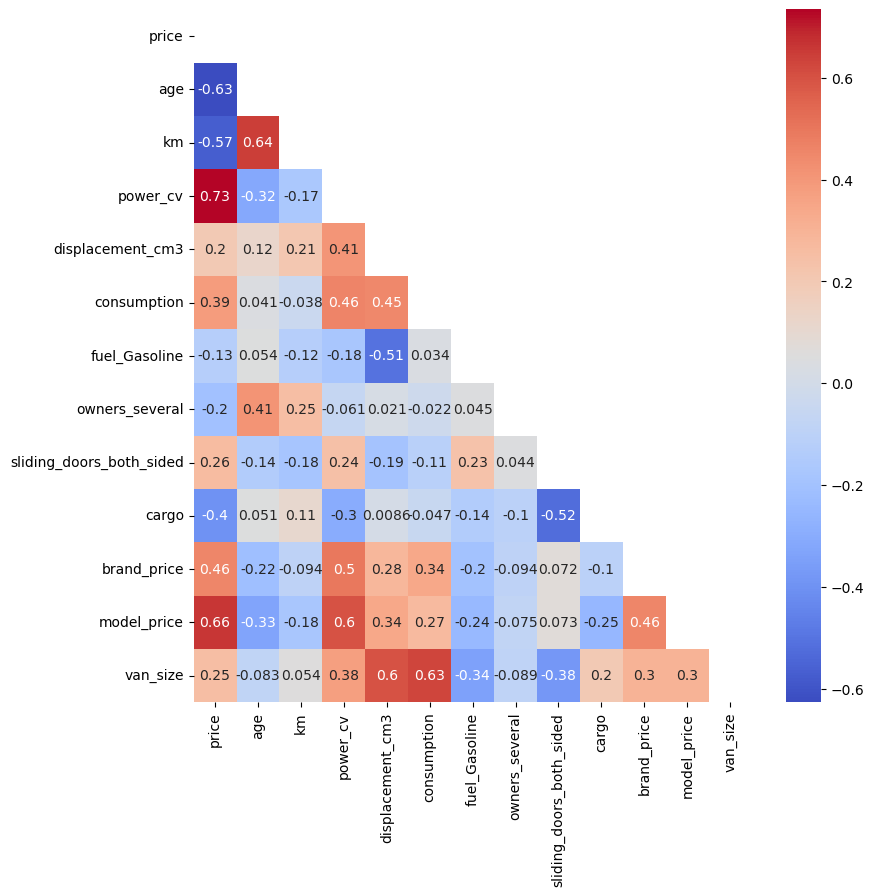 price
age -0.63
km -0.57 0.64
power_cv 0.73 -0.32 -0.17
displacement_cm3 0.2 0.12 0.21 0.41
consumption 0.39 0.041 -0.038 0.46 0.45
fuel_Gasoline -0.13 0.054 -0.12 -0.18 -0.51 0.034
owners_several -0.2 0.41 0.25 -0.061 0.021 -0.022 0.045
sliding_doors_both_sided 0.26 -0.14 -0.18 0.24 -0.19 -0.11 0.23 0.044
cargo -0.4 0.051 0.11 -0.3 0.0086 -0.047 -0.14 -0.1 -0.52
brand_price 0.46 -0.22 -0.094 0.5 0.28 0.34 -0.2 -0.094 0.072 -0.1
model_price 0.66 -0.33 -0.18 0.6 0.34 0.27 -0.24 -0.075 0.073 -0.25 0.46
van_size 0.25 -0.083 0.054 0.38 0.6 0.63 -0.34 -0.089 -0.38 0.2 0.3 0.3
price
age
km
power_cv
displacement_cm3
consumption
fuel_Gasoline
owners_several
sliding_doors_both_sided
cargo
brand_price
model_price
van_size
0.6
0.4
0.2
0.0
−0.2
−0.4
−0.6